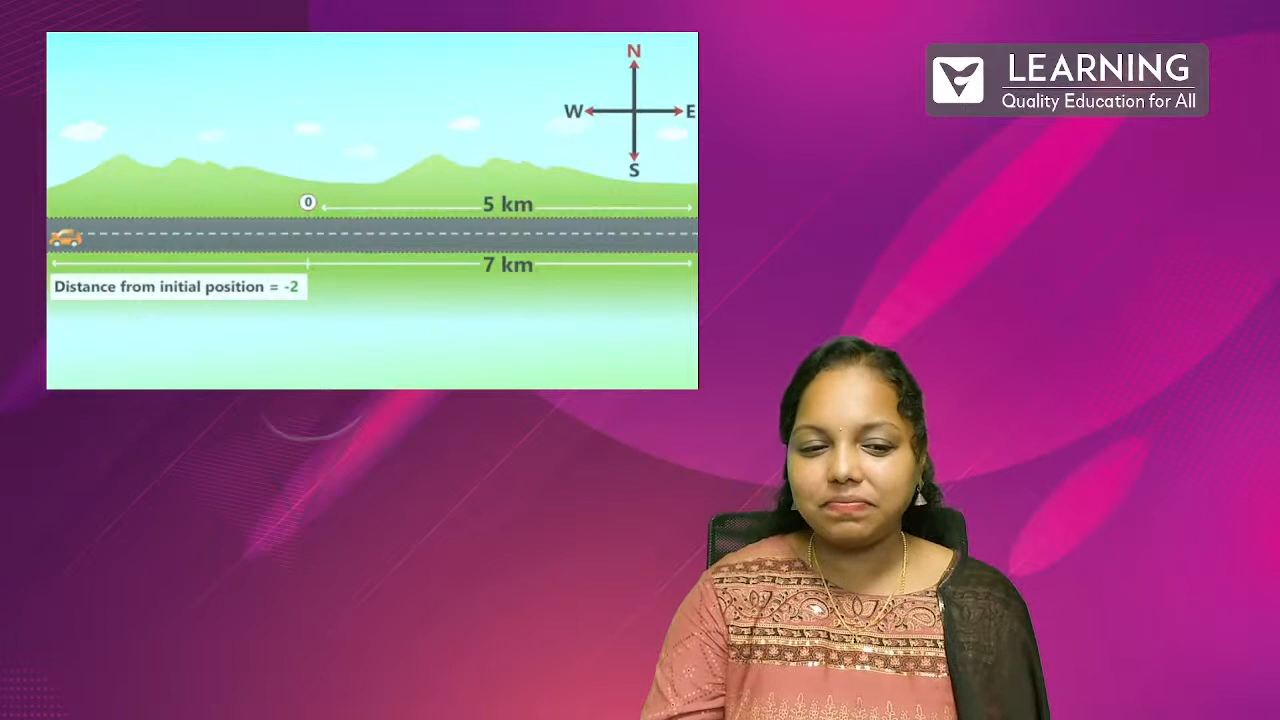 N
W E
S
0
5 km
7 km
Distance from initial position = -2
LEARNING
Quality Education for All